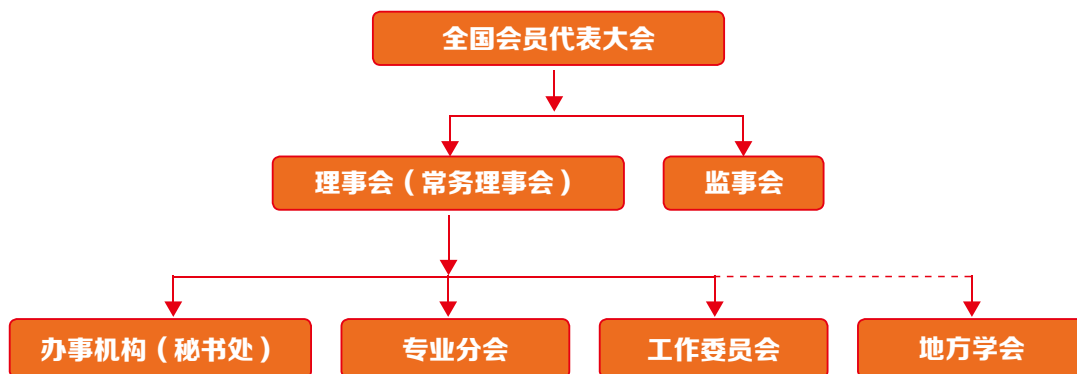 全国会员代表大会
理事会（常务理事会）
监事会
办事机构（秘书处）
专业分会
工作委员会
地方学会